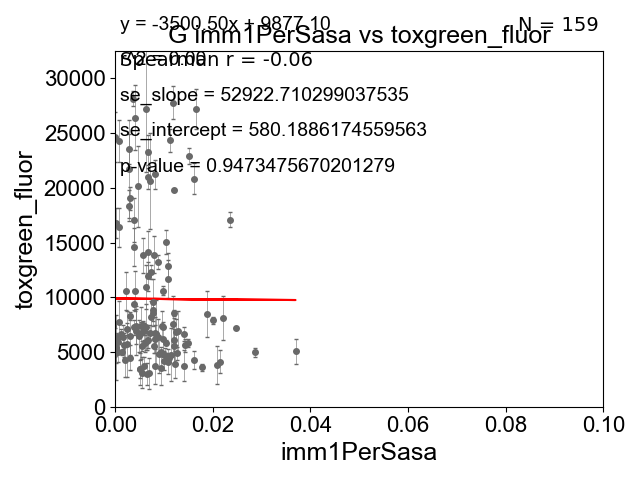 y = -3500.50x + 9877.10
N = 159
G imm1PerSasa vs toxgreen_fluor
r^2 = 0.00
Spearman r = -0.06
se_slope = 52922.710299037535
se_intercept = 580.1886174559563
p-value = 0.9473475670201279
30000
25000
20000
15000
10000
5000
0
toxgreen_fluor
0.00 0.02 0.04 0.06 0.08 0.10
imm1PerSasa